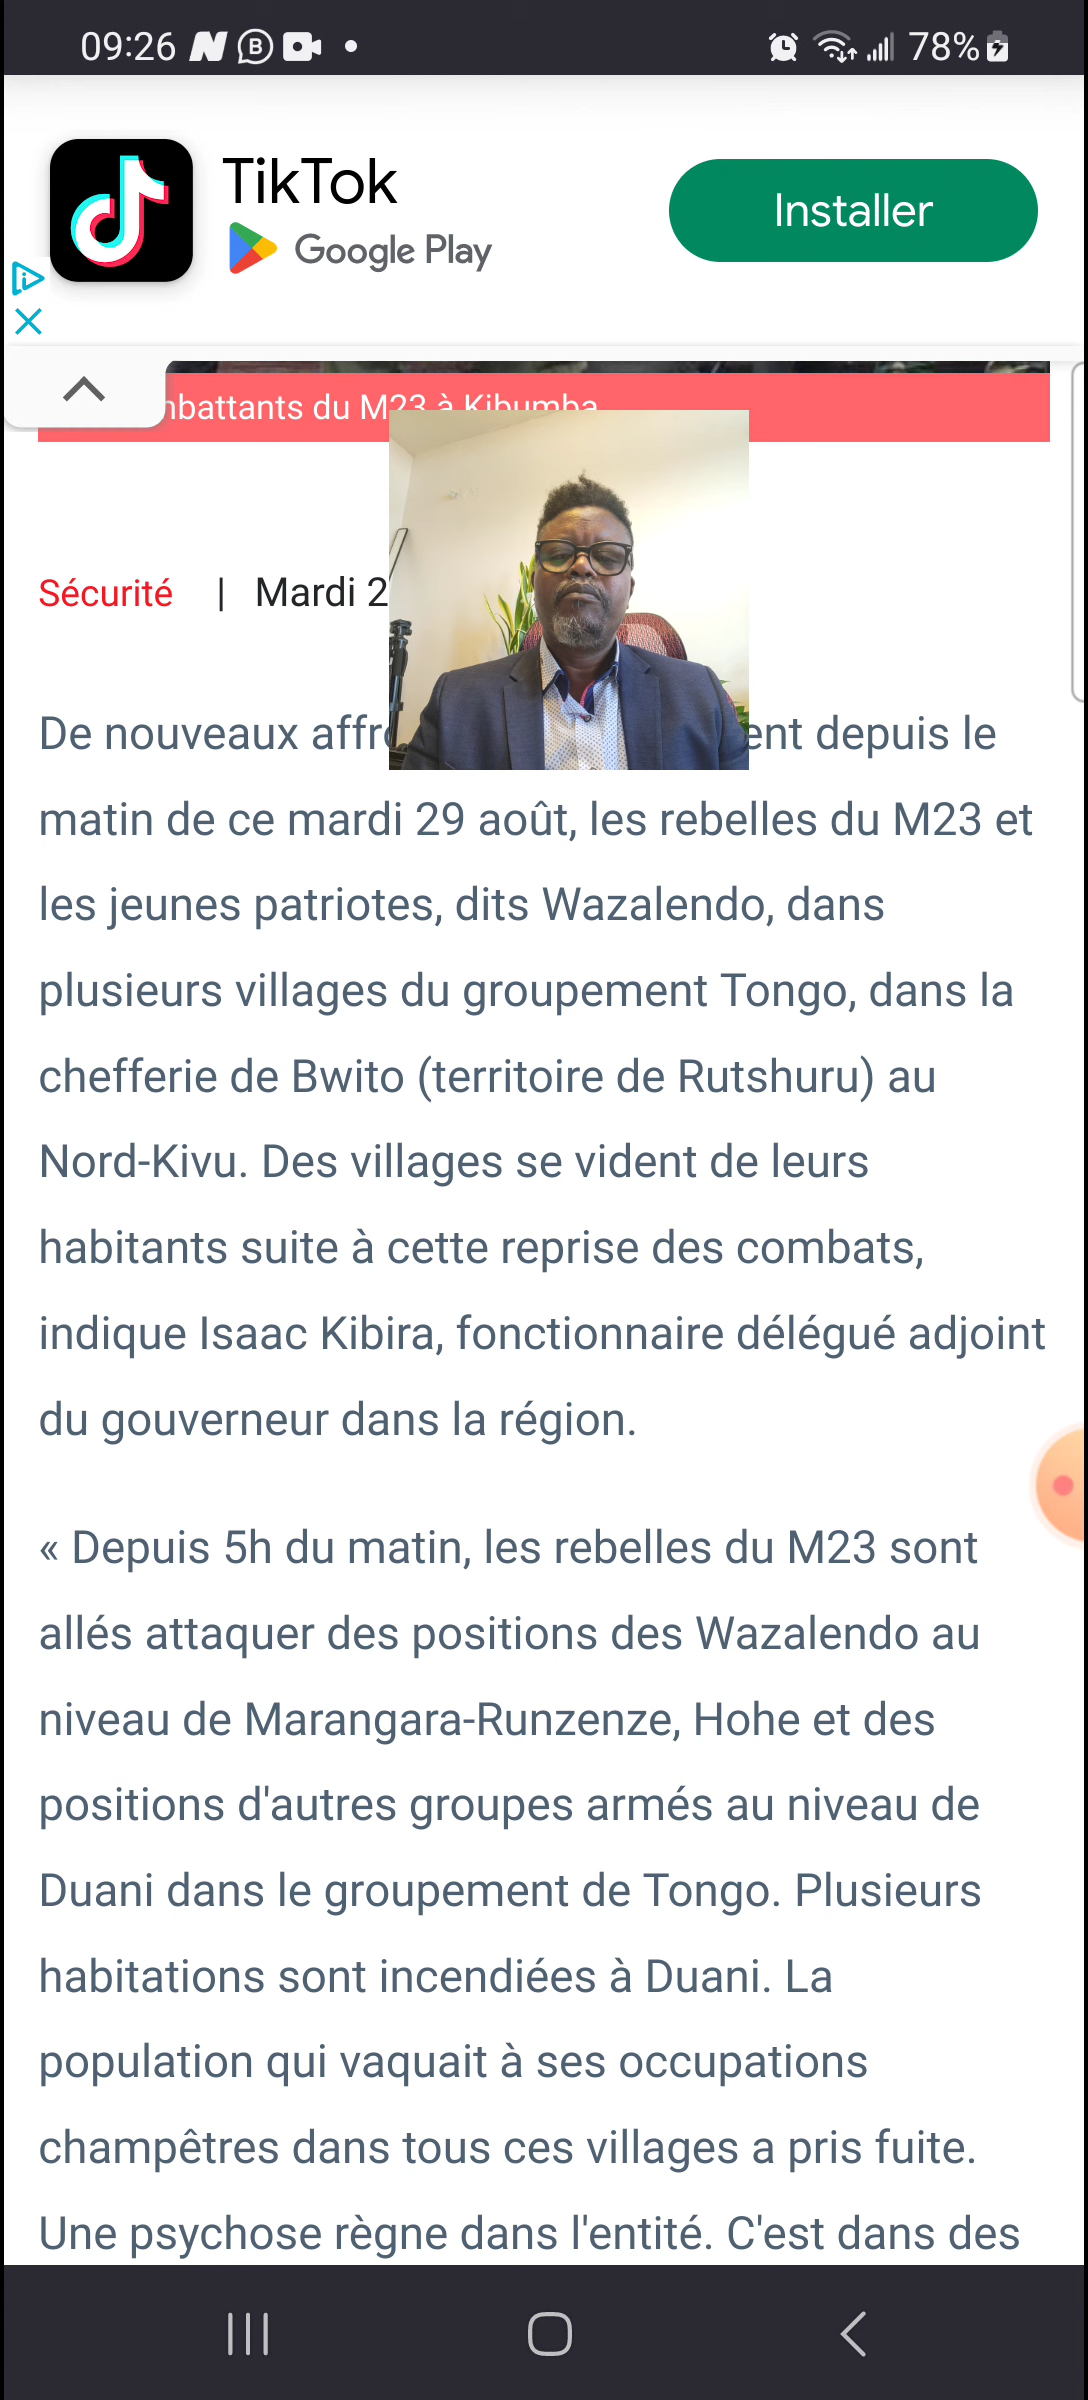 09:26
78%
TikTok
Google Play
Installer
du M23 à Kibumba
Sécurité | Mardi
De nouveaux depuis le
matin de ce mardi 29 août, les rebelles du M23 et
les jeunes patriotes, dits Wazalendo, dans
plusieurs villages du groupement Tongo, dans la
chefferie de Bwito (territoire de Rutshuru) au
Nord-Kivu. Des villages se vident de leurs
habitants suite à cette reprise des combats,
indique Isaac Kibira, fonctionnaire délégué adjoint
du gouverneur dans la région.
« Depuis 5h du matin, les rebelles du M23 sont
allés attaquer des positions des Wazalendo au
niveau de Marangara-Runzenze, Hohe et des
positions d'autres groupes armés au niveau de
Duani dans le groupement de Tongo. Plusieurs
habitations sont incendiées à Duani. La
population qui vaquait à ses occupations
champêtres dans tous ces villages a pris fuite.
Une psychose règne dans l'entité. C'est dans des